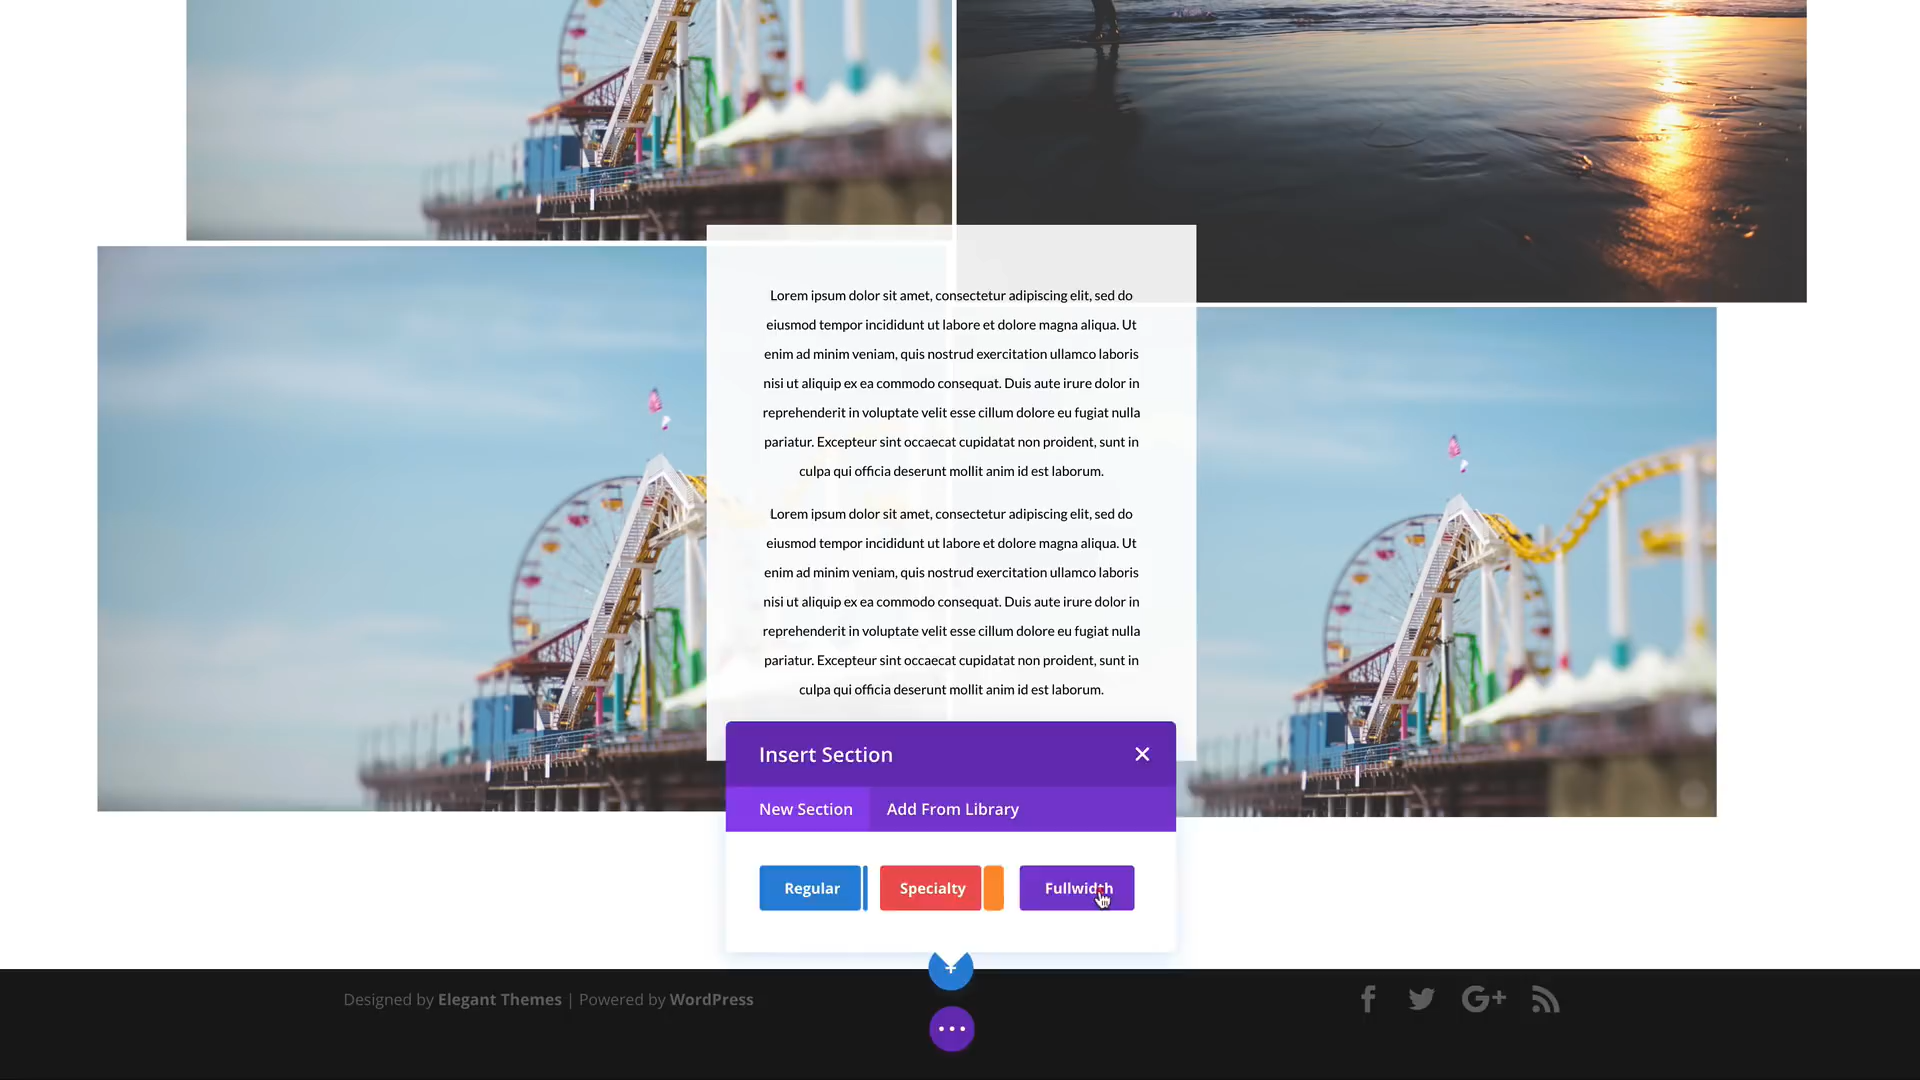 Lorem ipsum dolor sit amet, consectetur adipiscing elit, sed do
eiusmod tempor incididunt ut labore et dolore magna aliqua. Ut
enim ad minim veniam, quis nostrud exercitation ullamco laboris
nisi ut aliquip ex ea commodo consequat. Duis aute irure dolor in
reprehenderit in voluptate velit esse cillum dolore eu fugiat nulla
pariatur. Excepteur sint occaecat cupidatat non proident, sunt in
culpa qui officia deserunt mollit anim id est laborum.
Lorem ipsum dolor sit amet, consectetur adipiscing elit, sed do
eiusmod tempor incididunt ut labore et dolore magna aliqua. Ut
enim ad minim veniam, quis nostrud exercitation ullamco laboris
nisi ut aliquip ex ea commodo consequat. Duis aute irure dolor in
reprehenderit in voluptate velit esse cillum dolore eu fugiat nulla
pariatur. Excepteur sint occaecat cupidatat non proident, sunt in
culpa qui officia deserunt mollit anim id est laborum.
Insert Section
New Section Add From Library
Regular Specialty Fullwidth
Designed by Elegant Themes | Powered by WordPress